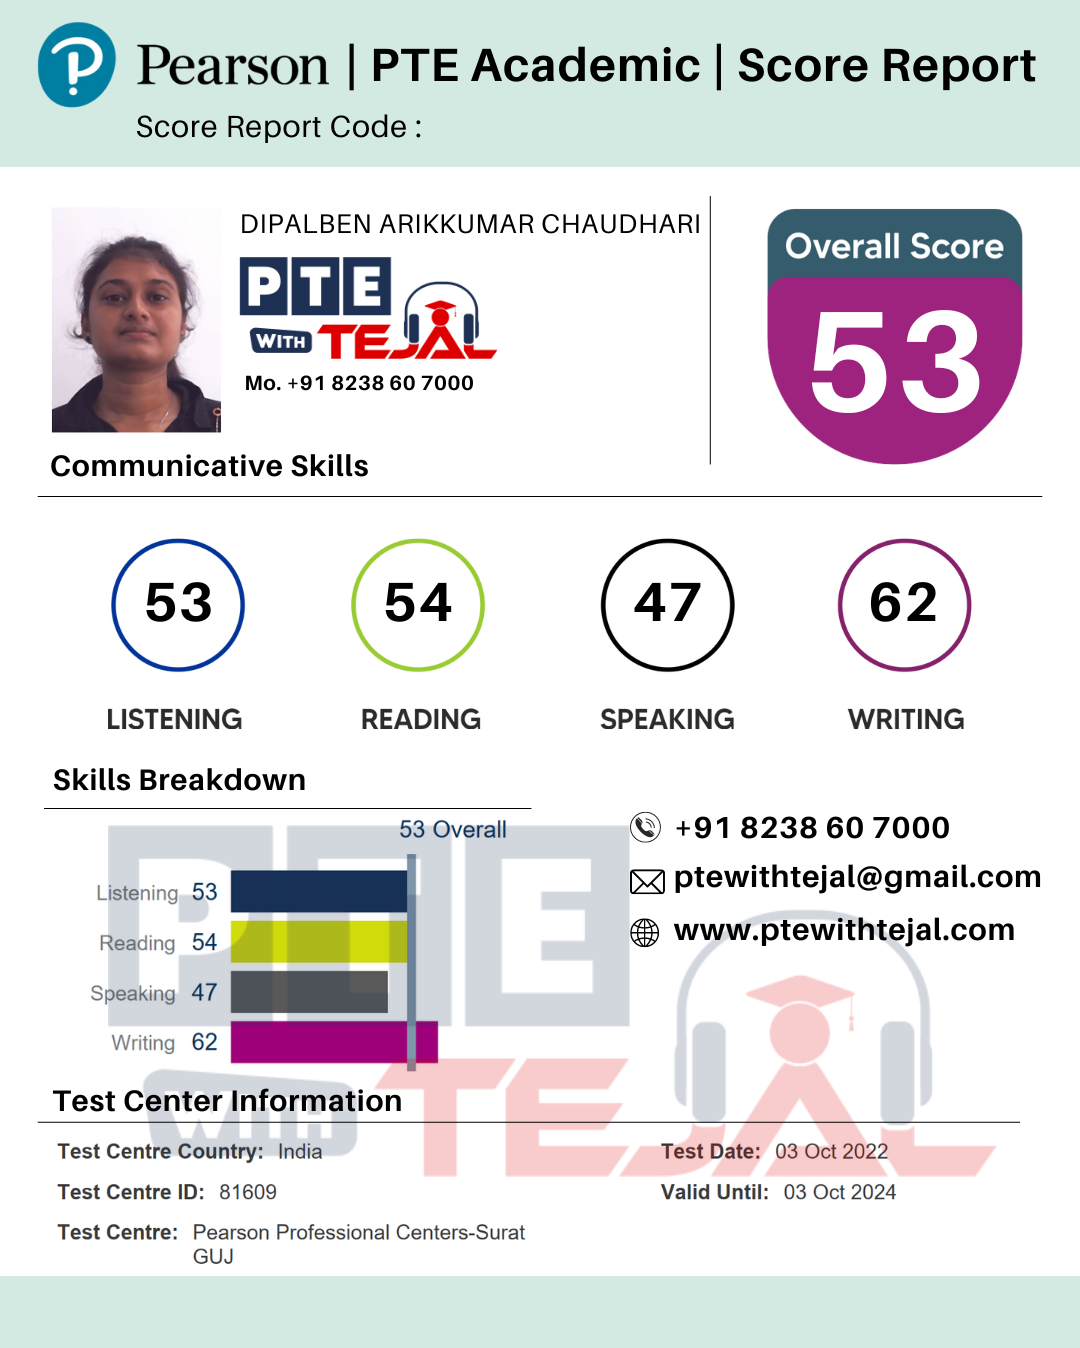 Pearson | PTE Academic | Score Report
Score Report Code :
DIPALBEN ARIKKUMAR CHAUDHARI
PTE
WITH TEJAL
Mo. +91 8238 60 7000
Overall Score
53
Communicative Skills
53 54 47 62
LISTENING READING SPEAKING WRITING
Skills Breakdown
53 Overall
Listening 53
Reading 54
Speaking 47
Writing 62
+91 8238 60 7000
ptewithtejal@gmail.com
www.ptewithtejal.com
PTE
WITH TEJAL
Test Center Information
Test Centre Country: India
Test Date: 03 Oct 2022
Test Centre ID: 81609
Valid Until: 03 Oct 2024
Test Centre: Pearson Professional Centers-Surat
GUJ